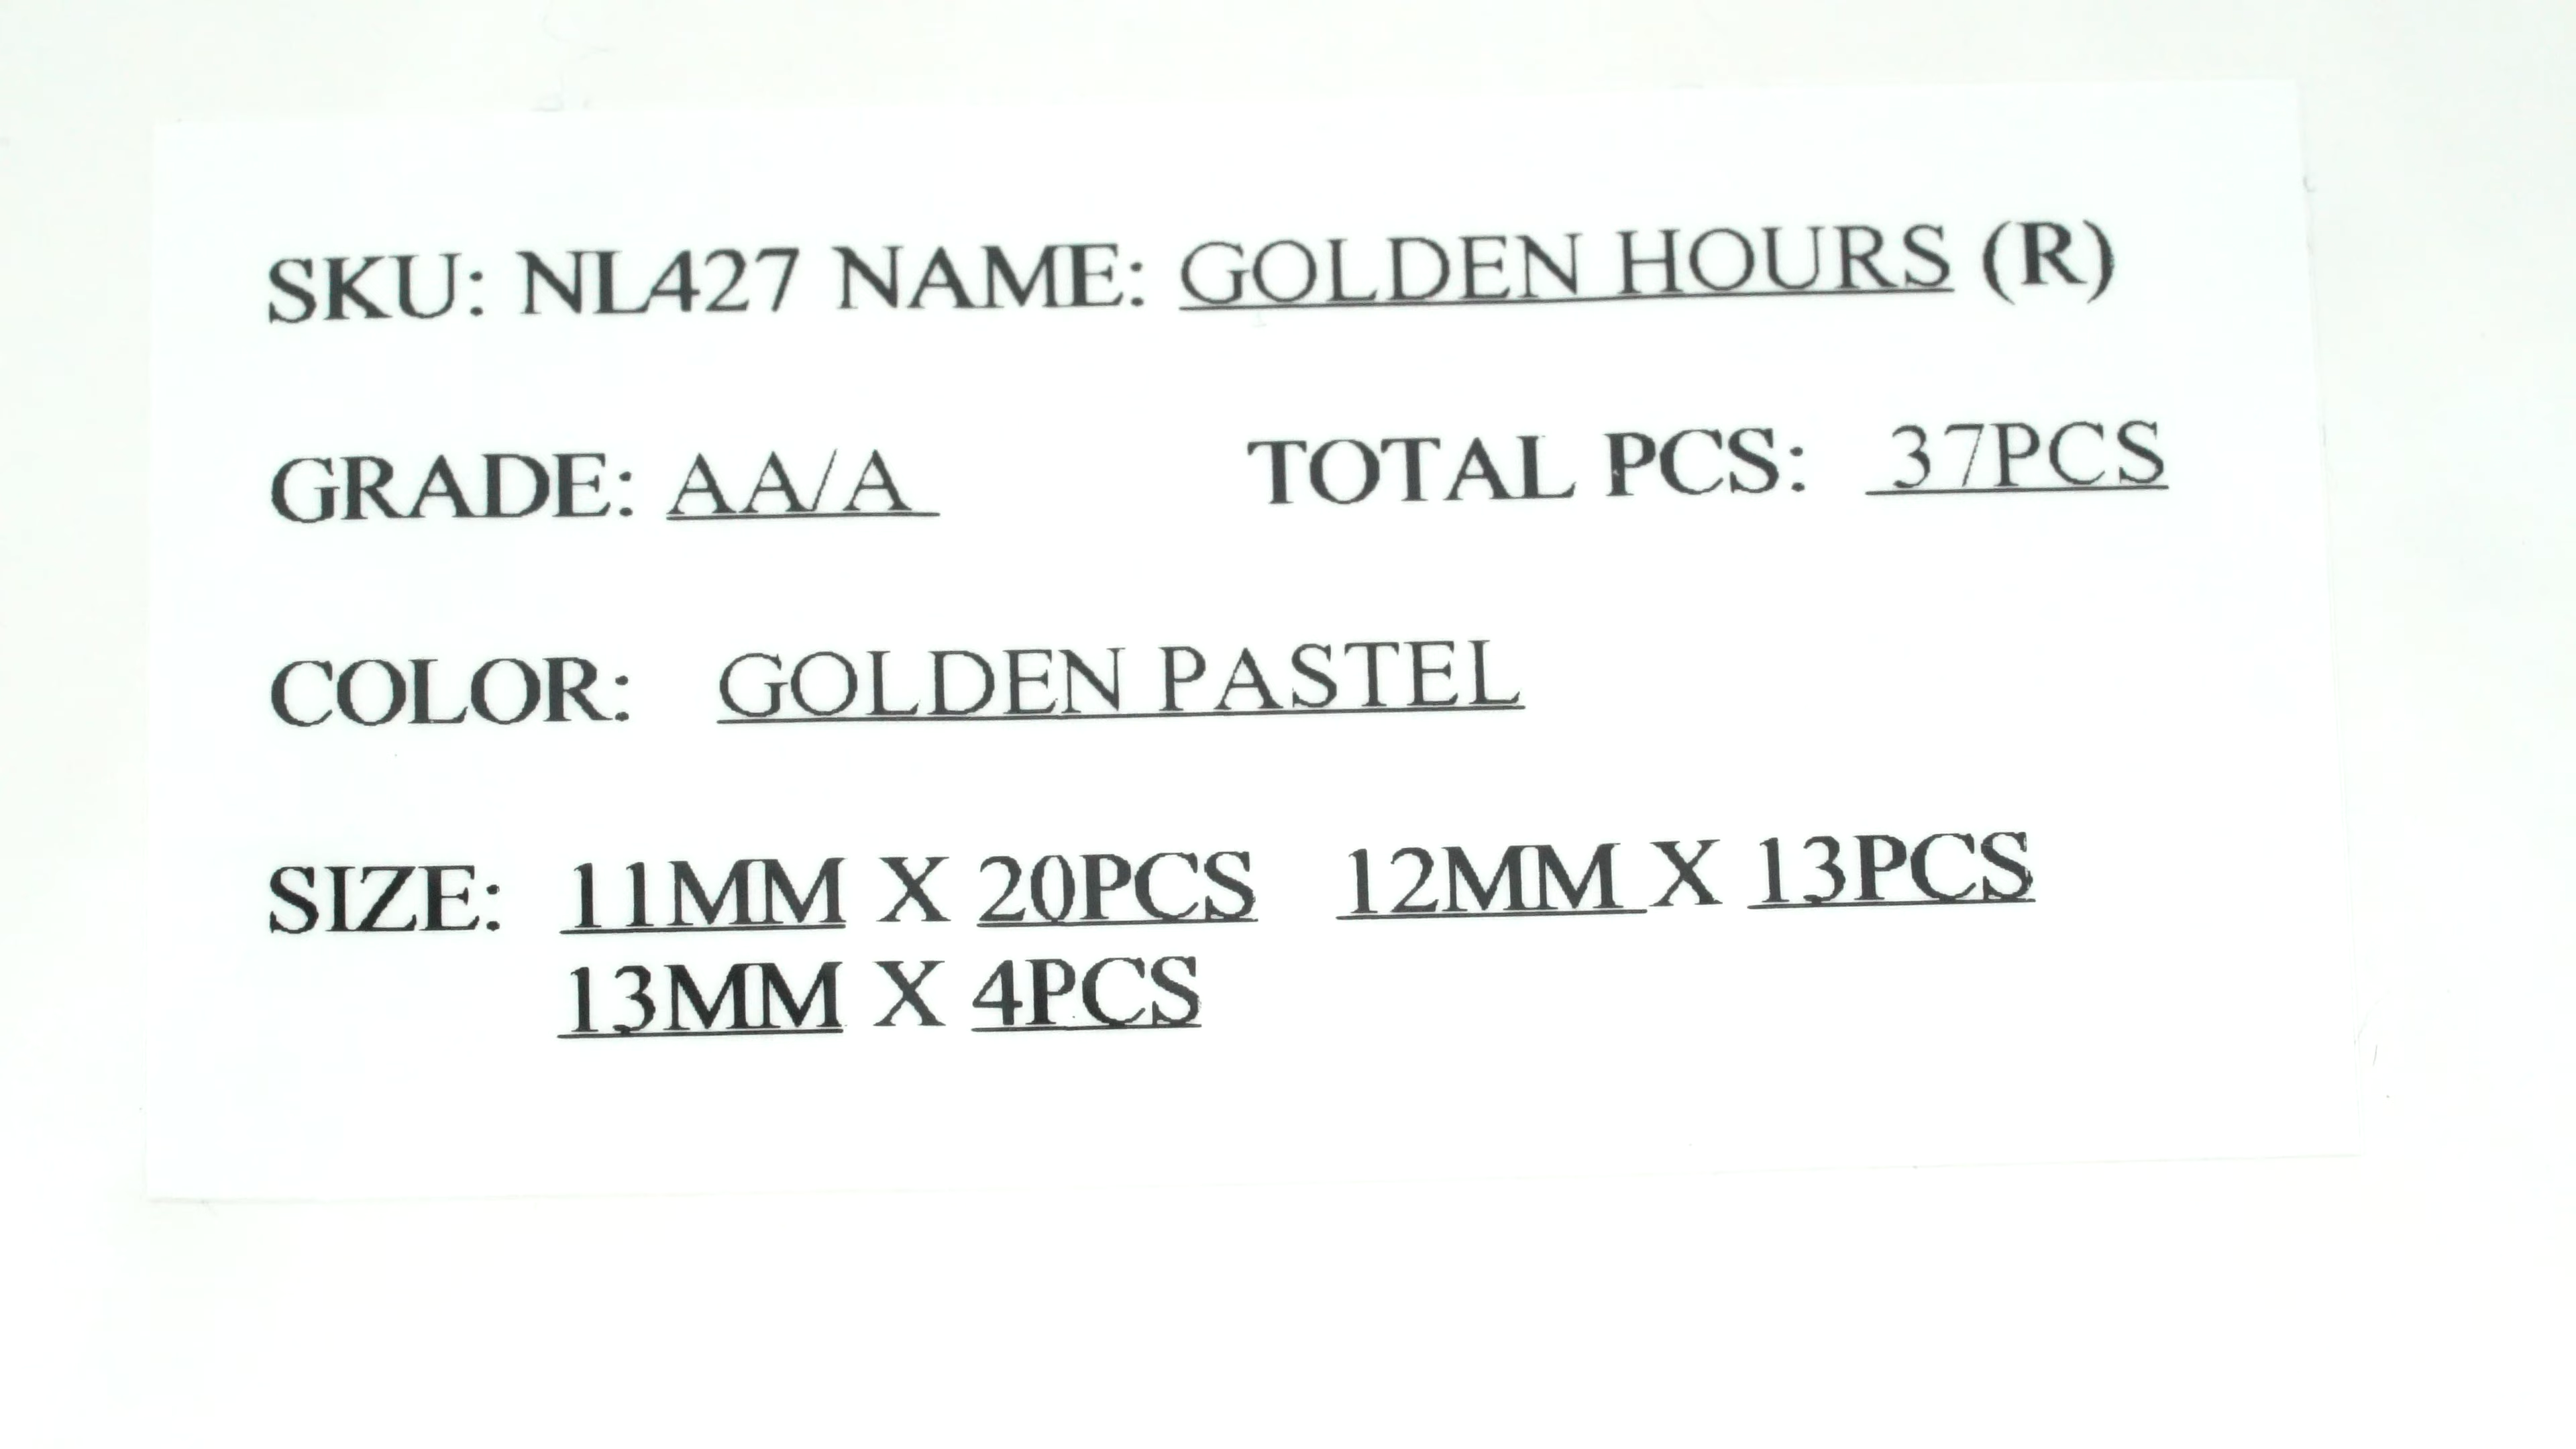 SKU: NL427 NAME: GOLDEN HOURS (R)
GRADE: AA/A TOTAL PCS: 37PCS
COLOR: GOLDEN PASTEL
SIZE: 11MM X 20PCS 12MM X 13PCS
13MM X 4PCS